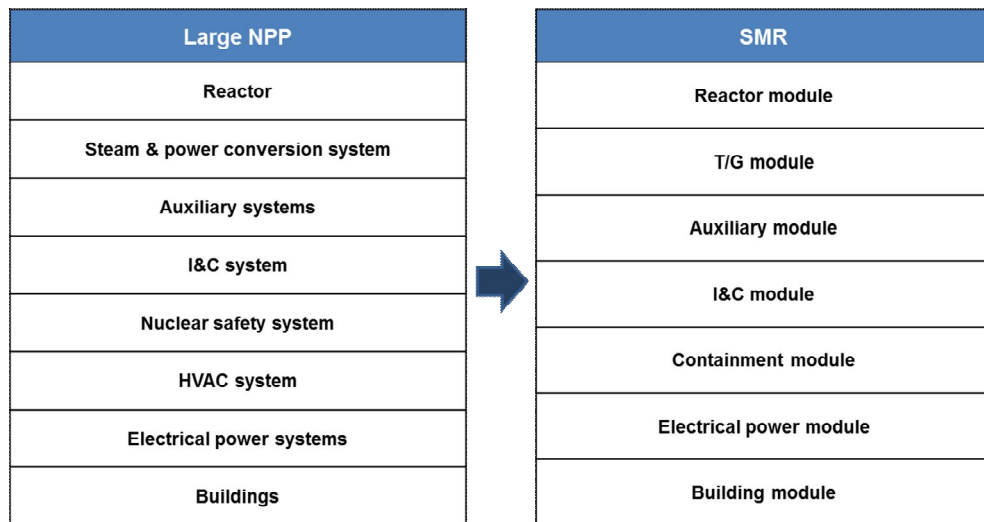 Large NPP
Reactor
Steam & power conversion system
Auxiliary systems
I&C system
Nuclear safety system
HVAC system
Electrical power systems
Buildings
SMR
Reactor module
T/G module
Auxiliary module
I&C module
Containment module
Electrical power module
Building module